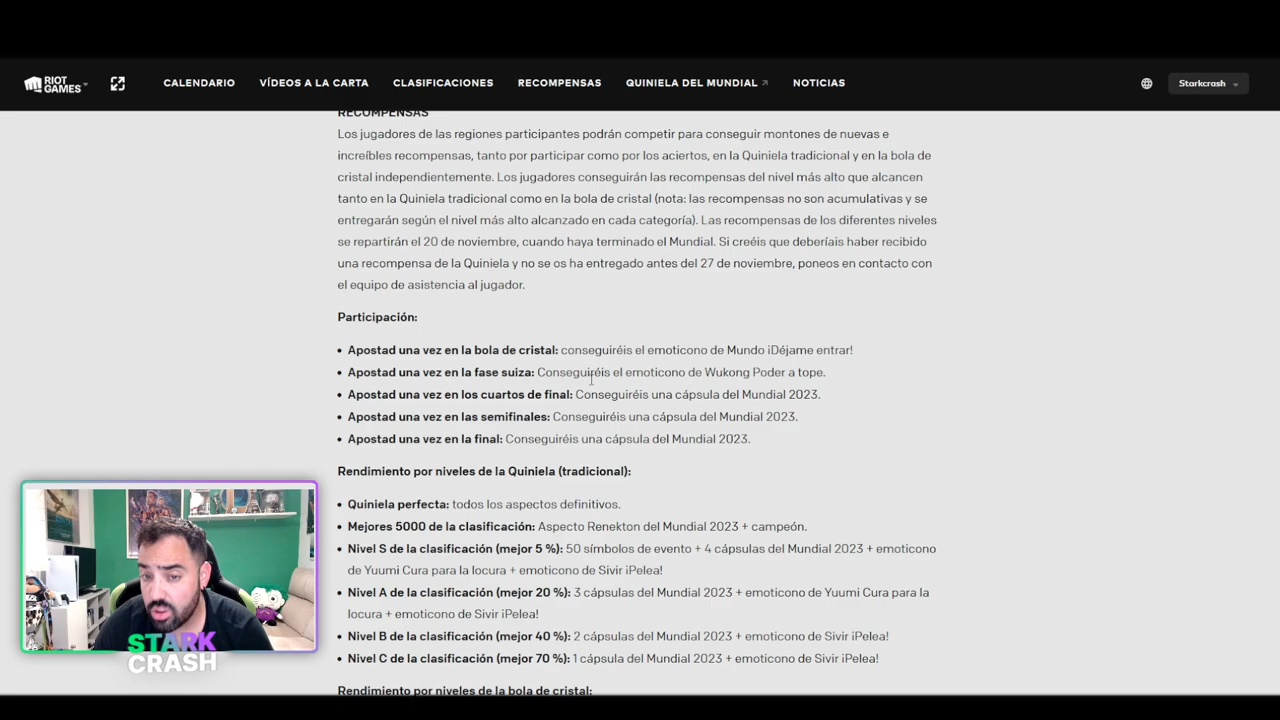 RIOT GAMES
CALENDARIO VÍDEOS A LA CARTA CLASIFICACIONES RECOMPENSAS QUINIELA DEL MUNDIAL NOTICIAS Starkcrash
RECOMPENSAS
Los jugadores de las regiones participantes podrán competir para conseguir montones de nuevas e
increíbles recompensas, tanto por participar como por los aciertos, en la Quiniela tradicional y en la bola de
cristal independientemente. Los jugadores conseguirán las recompensas del nivel más alto que alcancen
tanto en la Quiniela tradicional como en la bola de cristal (nota: las recompensas no son acumulativas y se
entregarán según el nivel más alto alcanzado en cada categoría). Las recompensas de los diferentes niveles
se repartirán el 20 de noviembre, cuando haya terminado el Mundial. Si creéis que deberíais haber recibido
una recompensa de la Quiniela y no se os ha entregado antes del 27 de noviembre, poneos en contacto con
el equipo de asistencia al jugador.
Participación:
• Apostad una vez en la bola de cristal: conseguiréis el emoticono de Mundo ¡Déjame entrar!
• Apostad una vez en la fase suiza: Conseguiréis el emoticono de Wukong Poder a tope.
• Apostad una vez en los cuartos de final: Conseguiréis una cápsula del Mundial 2023.
• Apostad una vez en las semifinales: Conseguiréis una cápsula del Mundial 2023.
• Apostad una vez en la final: Conseguiréis una cápsula del Mundial 2023.
Rendimiento por niveles de la Quiniela (tradicional):
• Quiniela perfecta: todos los aspectos definitivos.
• Mejores 5000 de la clasificación: Aspecto Renekton del Mundial 2023 + campeón.
• Nivel S de la clasificación (mejor 5 %): 50 símbolos de evento + 4 cápsulas del Mundial 2023 + emoticono
de Yuumi Cura para la locura + emoticono de Sivir ¡Pelea!
• Nivel A de la clasificación (mejor 20 %): 3 cápsulas del Mundial 2023 + emoticono de Yuumi Cura para la
locura + emoticono de Sivir ¡Pelea!
• Nivel B de la clasificación (mejor 40 %): 2 cápsulas del Mundial 2023 + emoticono de Sivir ¡Pelea!
• Nivel C de la clasificación (mejor 70 %): 1 cápsula del Mundial 2023 + emoticono de Sivir ¡Pelea!
Rendimiento por niveles de la bola de cristal:
STARK
CRASH